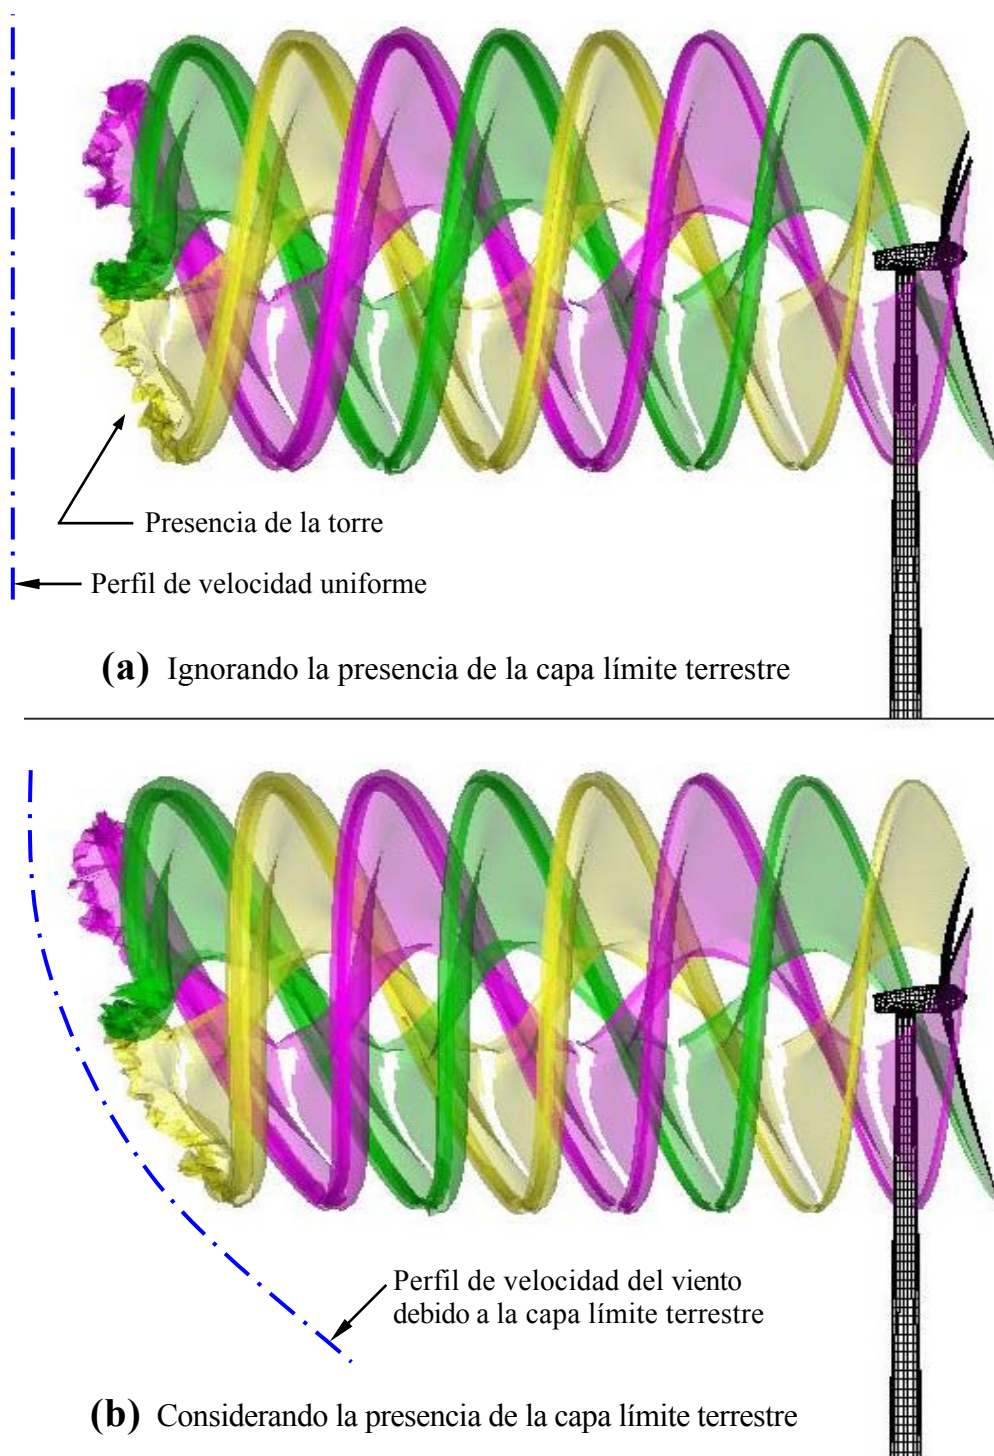 Presencia de la torre
Perfil de velocidad uniforme
(a) Ignorando la presencia de la capa límite terrestre
Perfil de velocidad del viento
debido a la capa límite terrestre
(b) Considerando la presencia de la capa límite terrestre